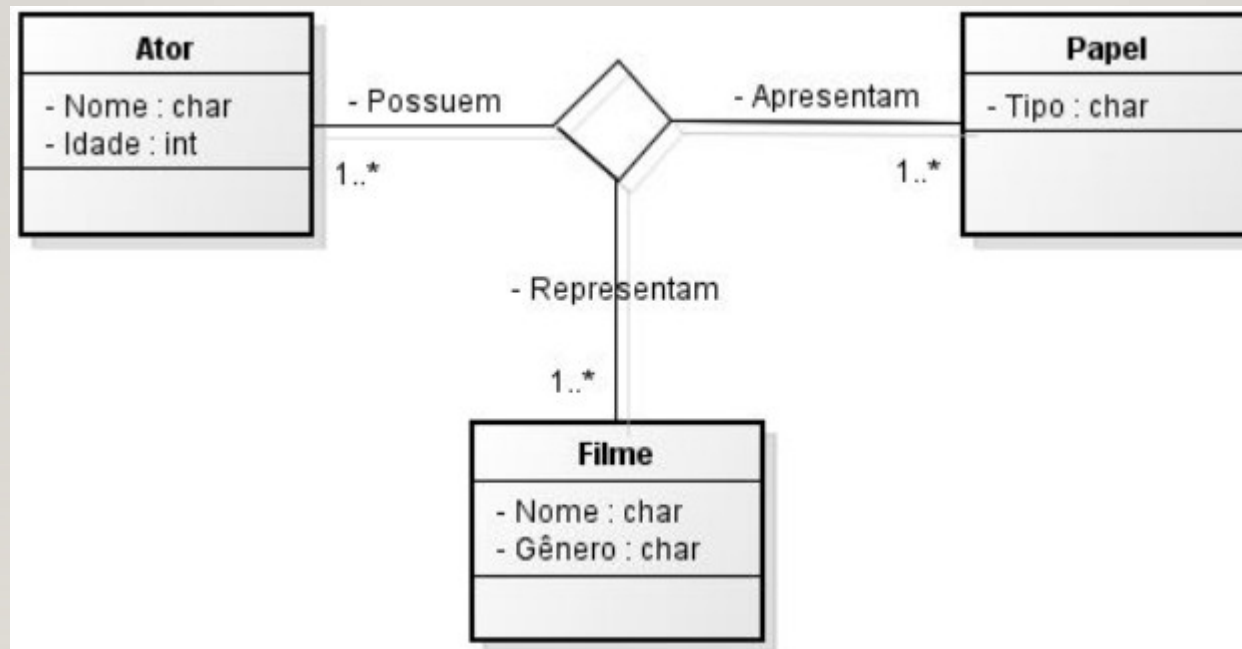 Ator
- Nome : char
- Idade : int
- Possuem
1..*
- Apresentam
1..*
Papel
- Tipo : char
- Representam
1..*
Filme
- Nome : char
- Gênero : char